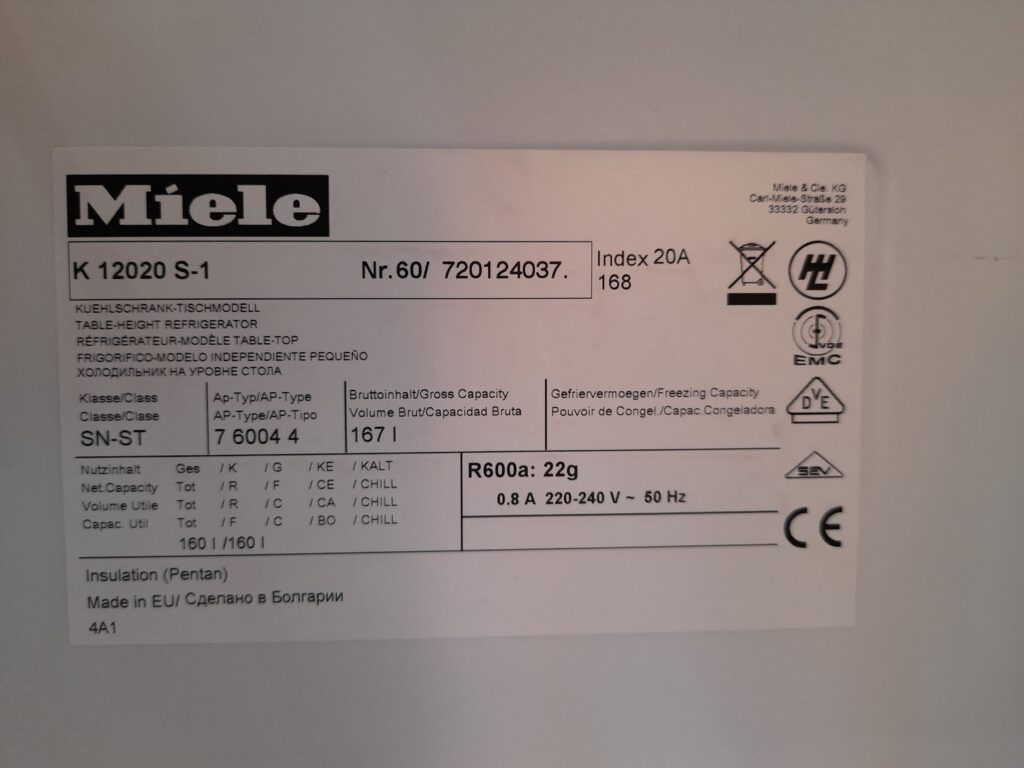 Miele
Miele & Cie. KG
Carl-Miele-Straße 29
33332 Gütersloh
Germany
K 12020 S-1 Nr.60/ 720124037. Index 20A
168
KUEHLSCHRANK-TISCHMODELL
TABLE-HEIGHT REFRIGERATOR
RÉFRIGÉRATEUR-MODÈLE TABLE-TOP
FRIGORIFICO-MODELO INDEPENDIENTE PEQUEÑO
ХОЛОДИЛЬНИК НА УРОВНЕ СТОЛА
VDE
EMC
Klasse/Class Ap-Typ/AP-Type Bruttoinhalt/Gross Capacity Gefriervermoegen/Freezing Capacity
Classe/Clase AP-Type/AP-Tipo Volume Brut/Capacidad Bruta Pouvoir de Congel./Capac.Congeladora
SN-ST 7 6004 4 167 l
DVE
Nutzinhalt Ges / K / G / KE / KALT
Net.Capacity Tot / R / F / CE / CHILL
Volume Utile Tot / R / C / CA / CHILL
Capac. Util Tot / F / C / BO / CHILL
160 l /160 l
R600a: 22g
0.8 A 220-240 V ~ 50 Hz
SEV
CE
Insulation (Pentan)
Made in EU/ Сделано в Болгарии
4A1